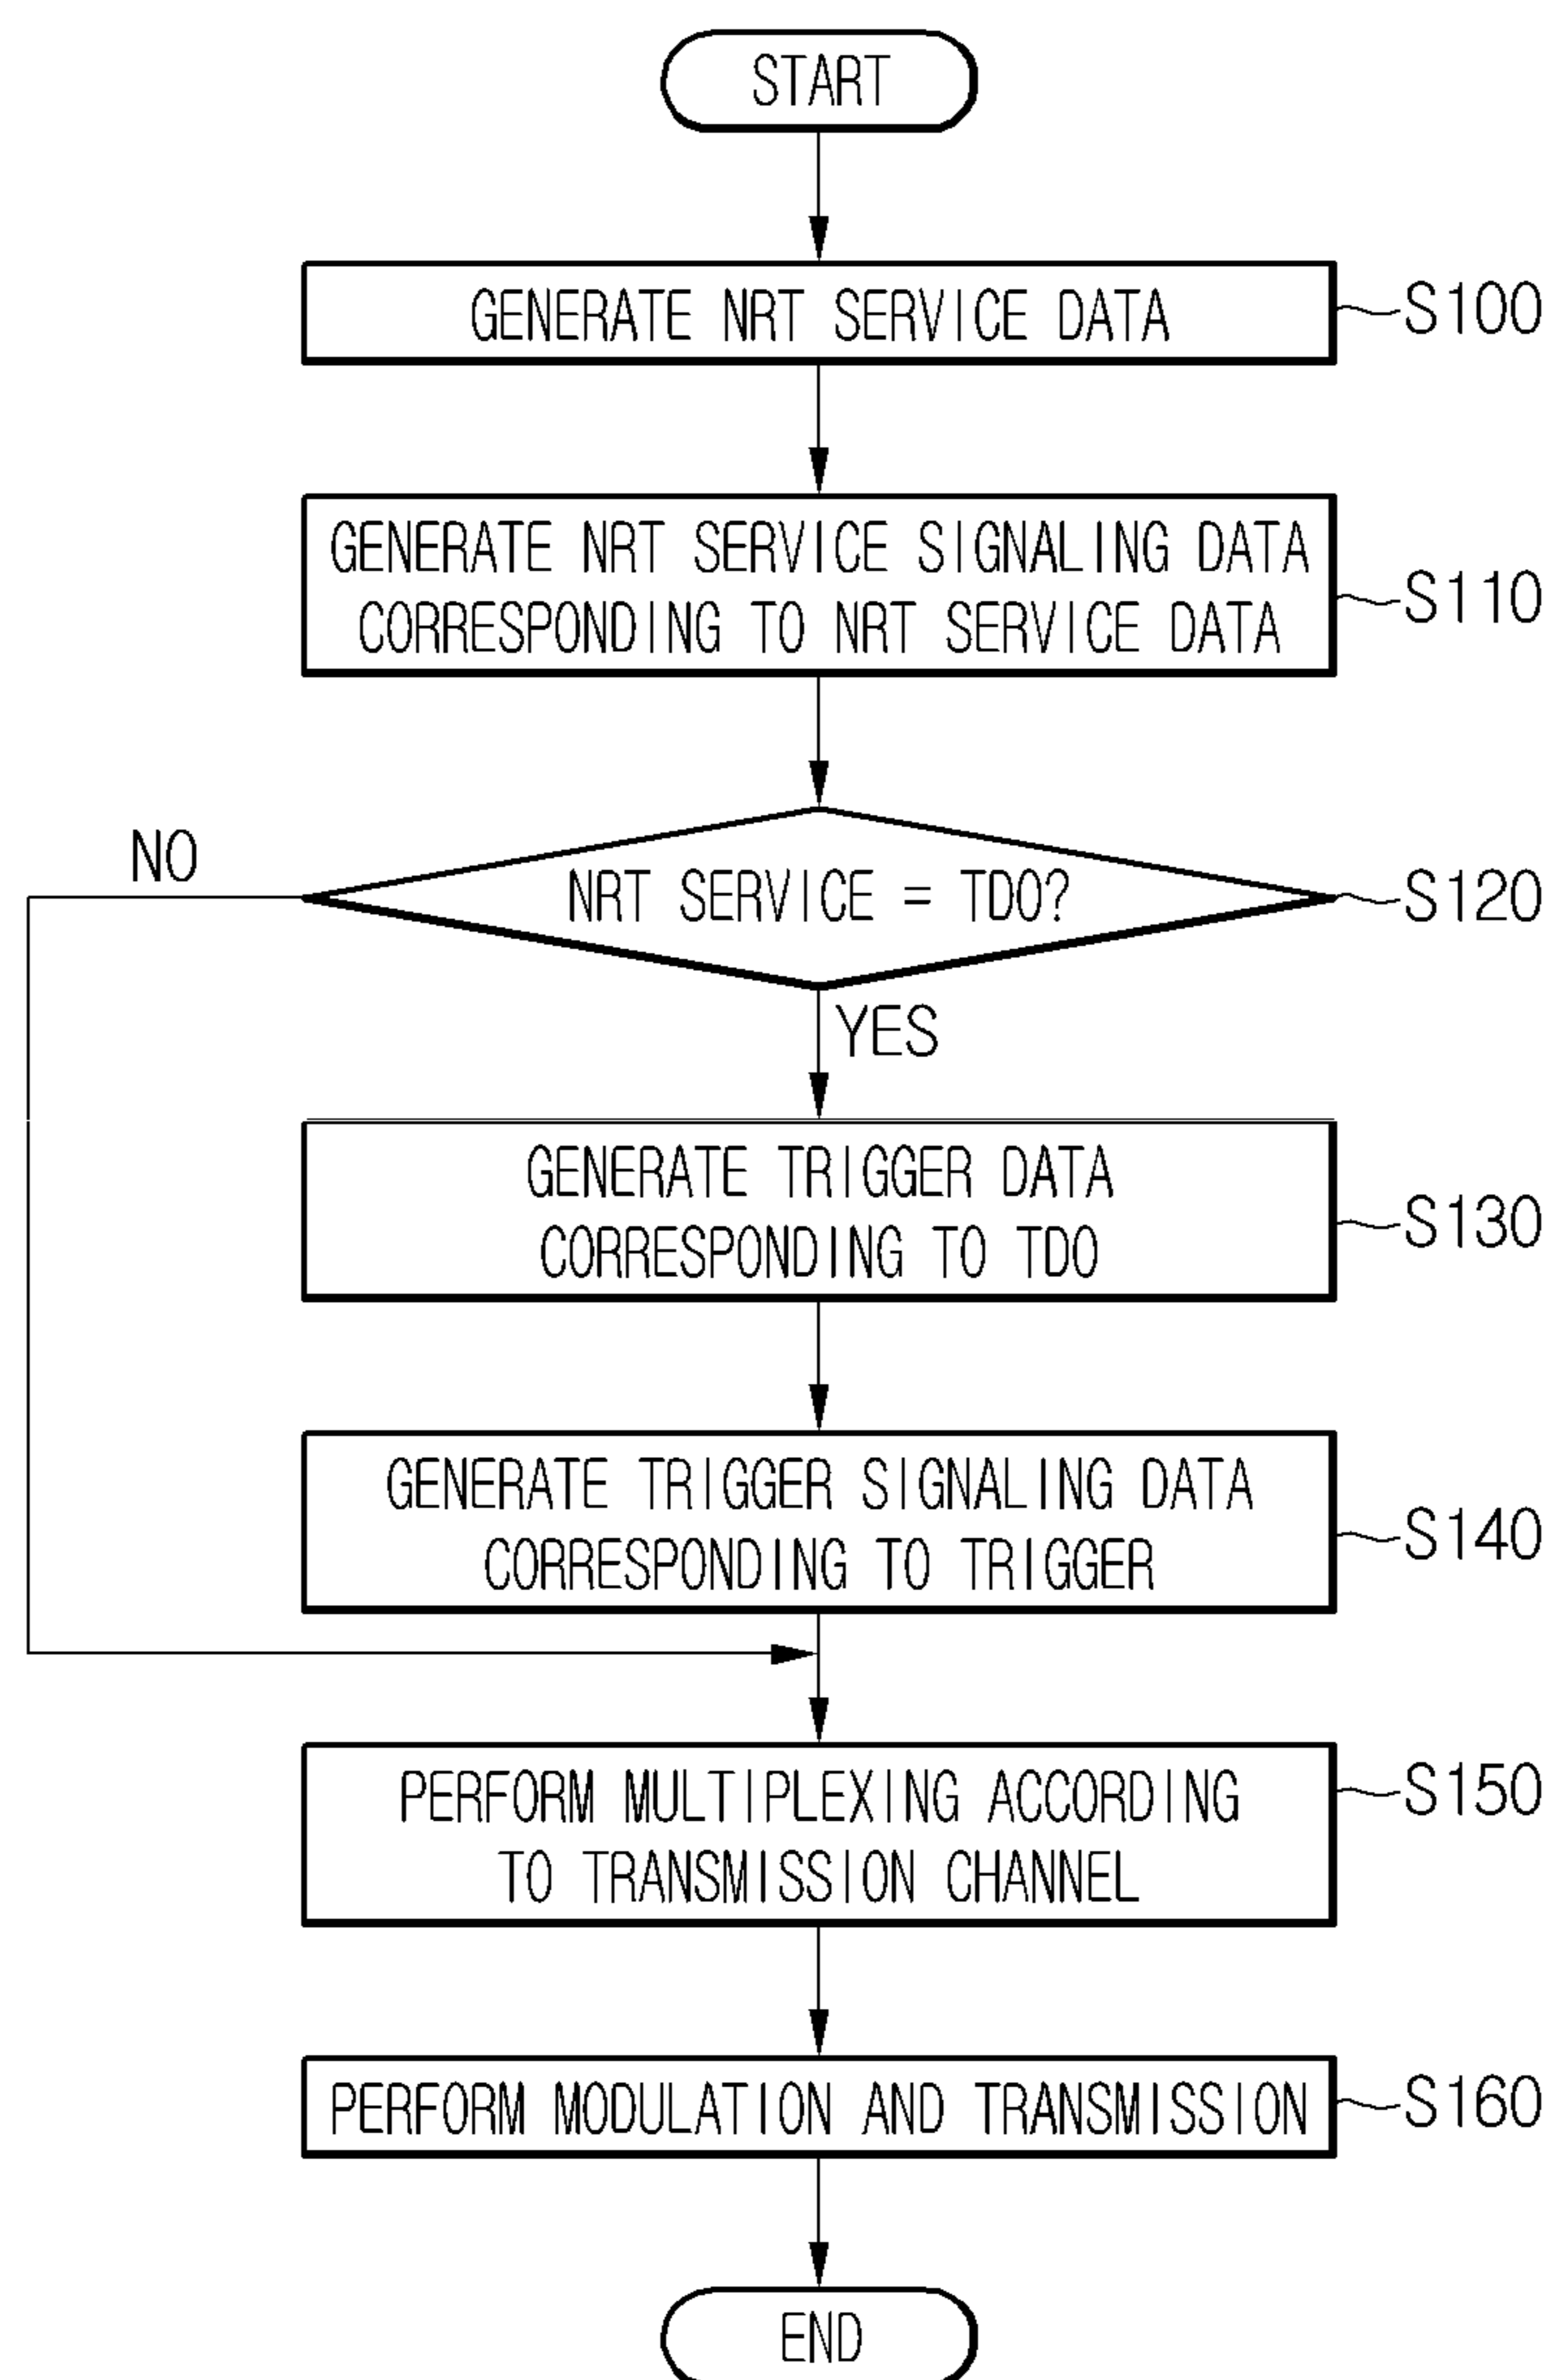 START
GENERATE NRT SERVICE DATA
S100
GENERATE NRT SERVICE SIGNALING DATA
CORRESPONDING TO NRT SERVICE DATA
S110
NO
NRT SERVICE = TDO?
S120
YES
GENERATE TRIGGER DATA
CORRESPONDING TO TDO
S130
GENERATE TRIGGER SIGNALING DATA
CORRESPONDING TO TRIGGER
S140
PERFORM MULTIPLEXING ACCORDING
TO TRANSMISSION CHANNEL
S150
PERFORM MODULATION AND TRANSMISSION
S160
END